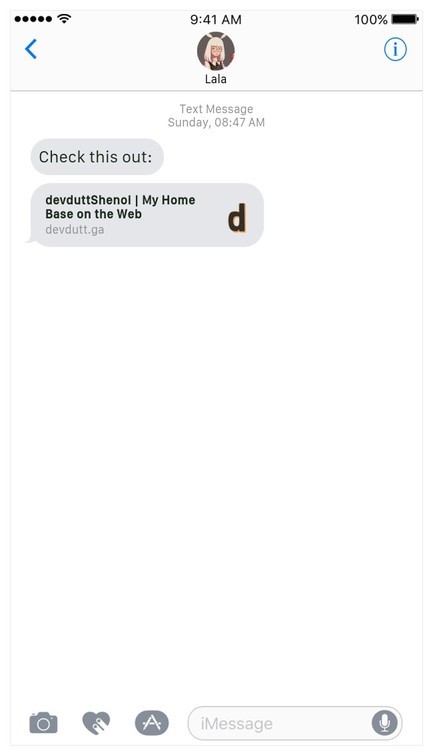 9:41 AM
100%
Lala
Text Message
Sunday, 08:47 AM
Check this out:
devduttShenoI | My Home
Base on the Web
devdutt.ga
d
iMessage